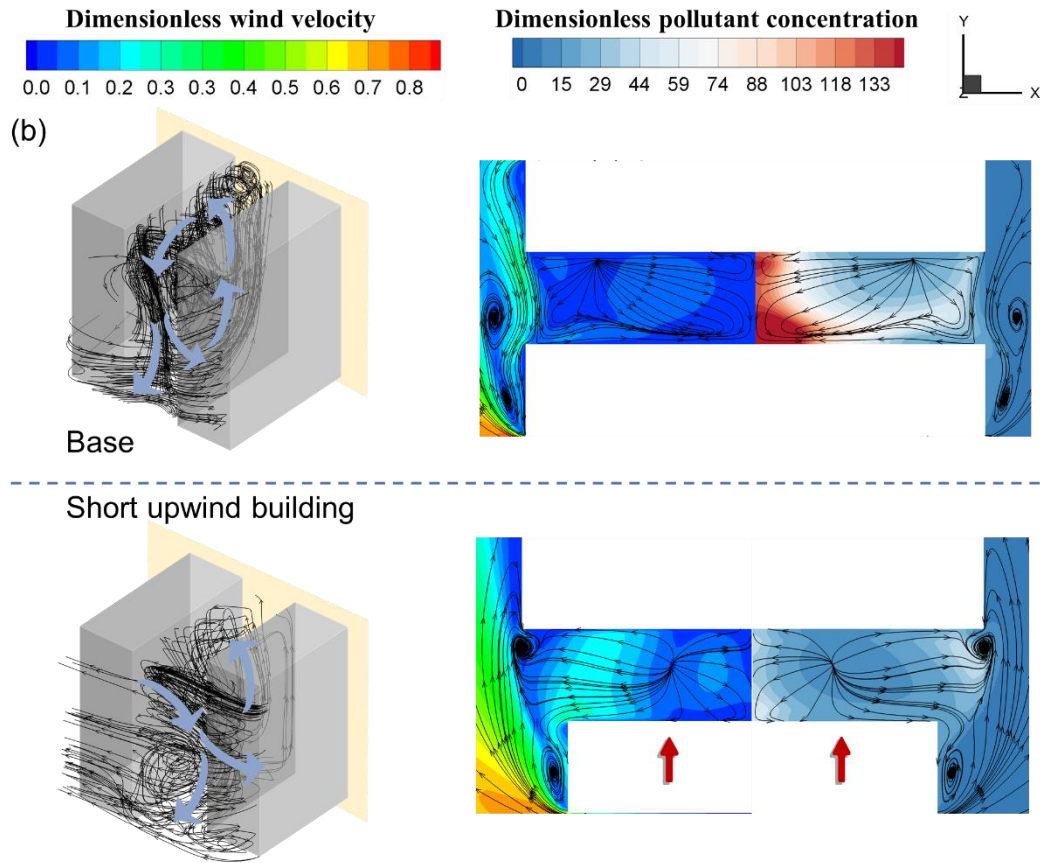 Dimensionless wind velocity
Dimensionless pollutant concentration
0.0 0.1 0.2 0.3 0.3 0.4 0.5 0.6 0.7 0.8
0 15 29 44 59 74 88 103 118 133
Y
Z X
(b)
Base
Short upwind building